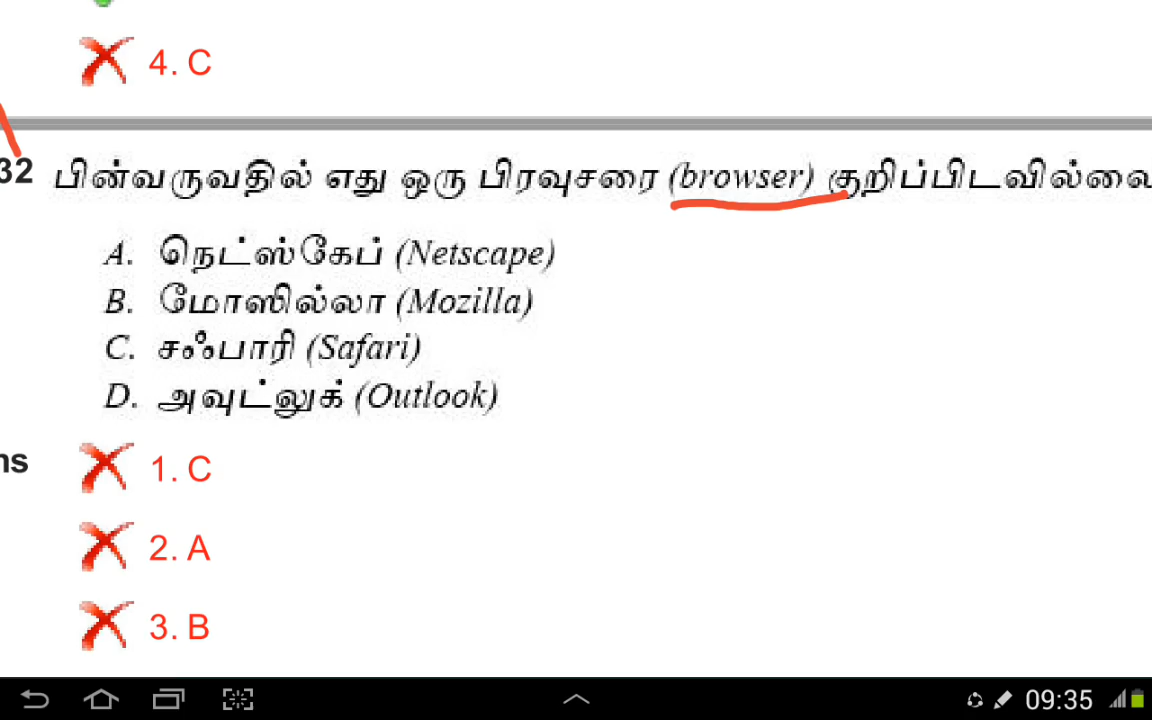 4. C
32 பின்வருவதில் எது ஒரு பிரவுசரை (browser) குறிப்பிடவில்லை
A. நெட்ஸ்கேப் (Netscape)
B. மோஸில்லா (Mozilla)
C. சஃபாரி (Safari)
D. அவுட்லுக் (Outlook)
ns
1. C
2. A
3. B
09:35